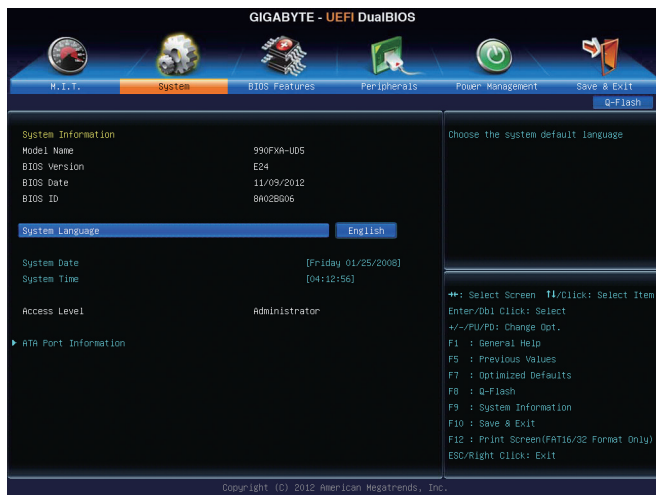 GIGABYTE - UEFI DualBIOS
M.I.T. System BIOS Features Peripherals Power Management Save & Exit
Q-Flash
System Information
Model Name 990FXA-UD5
BIOS Version E24
BIOS Date 11/09/2012
BIOS ID 8A02BG06
System Language English
System Date [Friday 01/25/2008]
System Time [04:12:56]
Access Level Administrator
ATA Port Information
Choose the system default language
→←: Select Screen ↑↓/Click: Select Item
Enter/Dbl Click: Select
+/-/PU/PD: Change Opt.
F1 : General Help
F5 : Previous Values
F7 : Optimized Defaults
F8 : Q-Flash
F9 : System Information
F10 : Save & Exit
F12 : Print Screen(FAT16/32 Format Only)
ESC/Right Click: Exit
Copyright (C) 2012 American Megatrends, Inc.